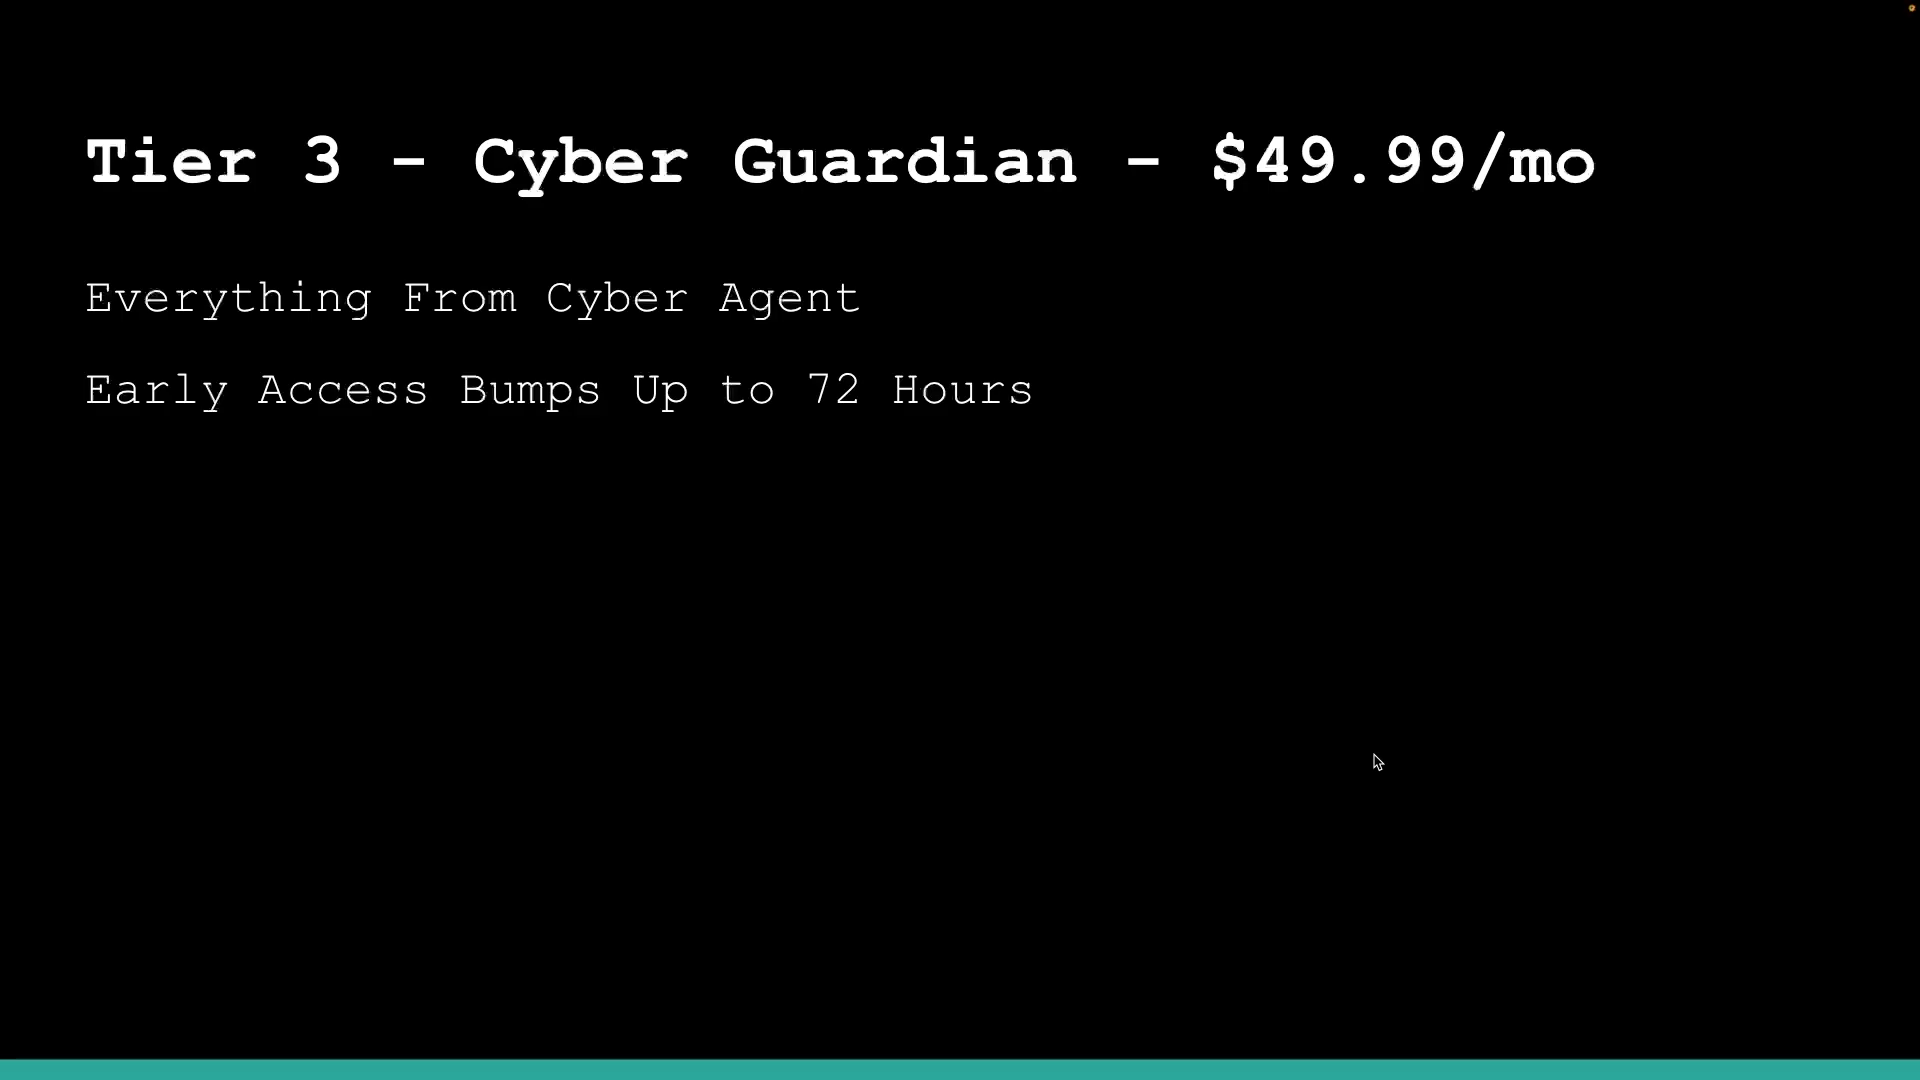 Tier 3 - Cyber Guardian - $49.99/mo
Everything From Cyber Agent
Early Access Bumps Up to 72 Hours